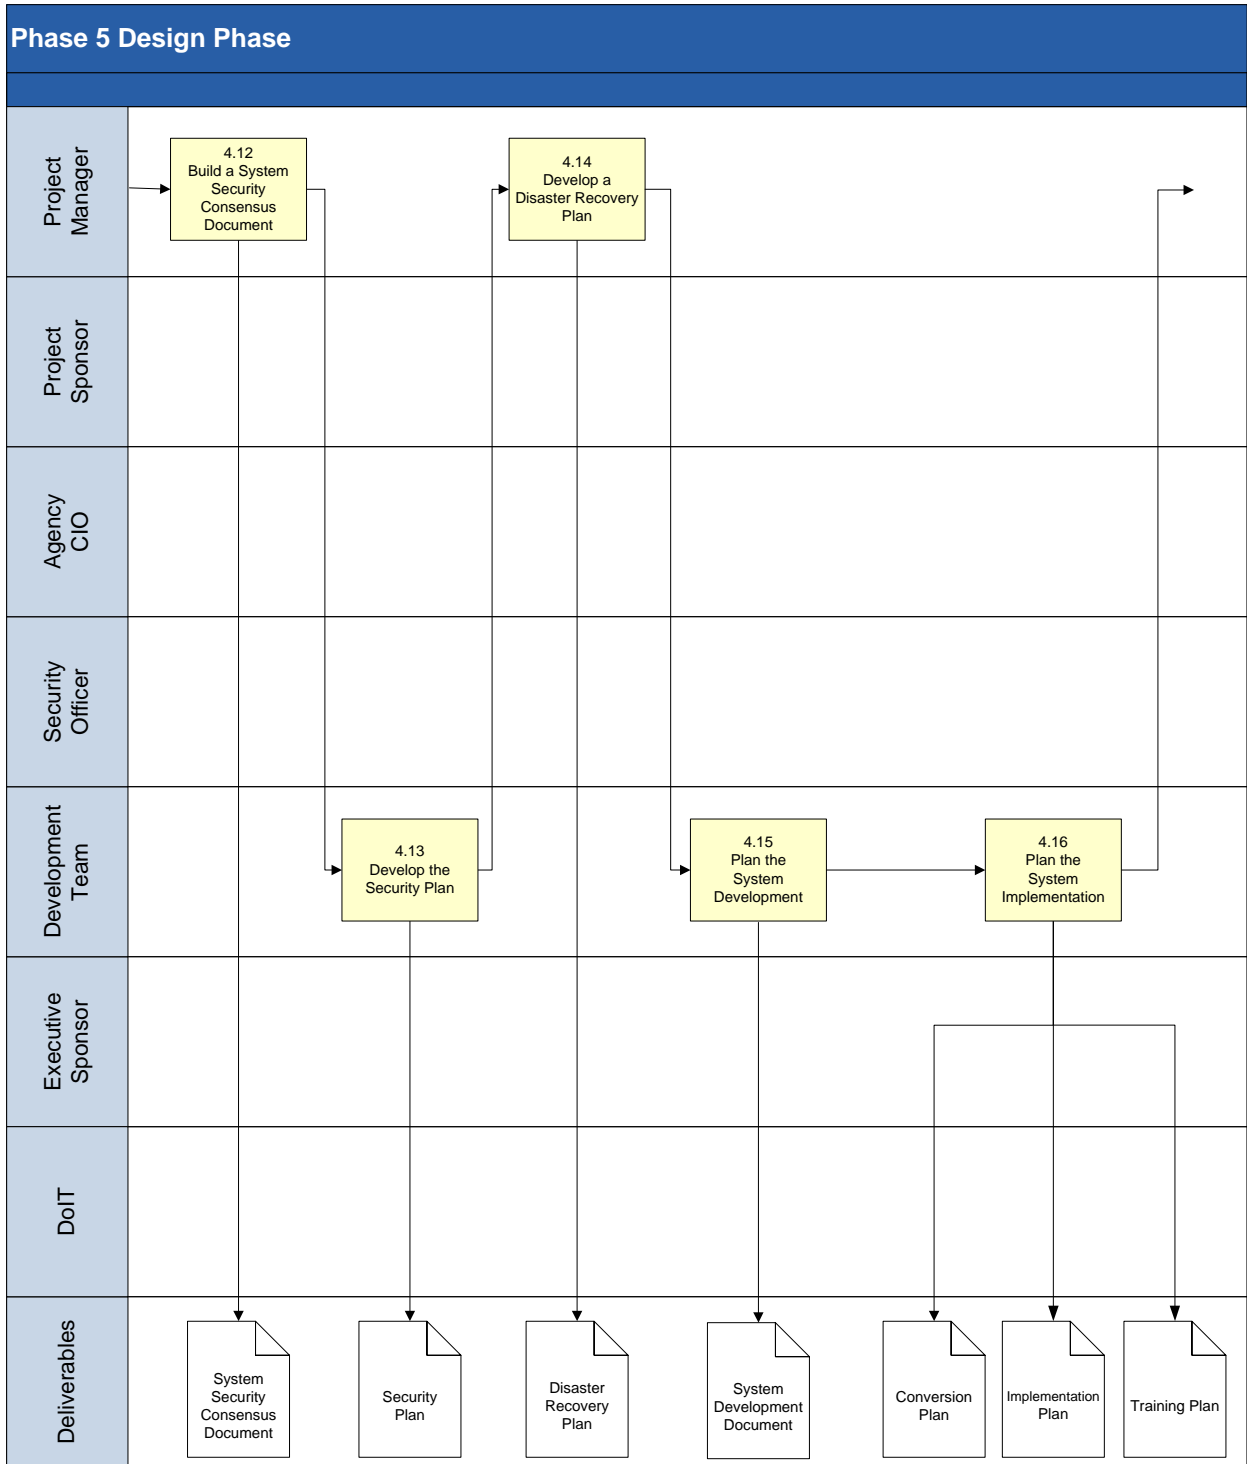 Phase 5 Design Phase
Project
Manager
4.12
Build a System
Security
Consensus
Document
4.14
Develop a
Disaster Recovery
Plan
Project
Sponsor
Agency
CIO
Security
Officer
Development
Team
4.13
Develop the
Security Plan
4.15
Plan the
System
Development
4.16
Plan the
System
Implementation
Executive
Sponsor
DoIT
Deliverables
System
Security
Consensus
Document
Security
Plan
Disaster
Recovery
Plan
System
Development
Document
Conversion
Plan
Implementation
Plan
Training Plan